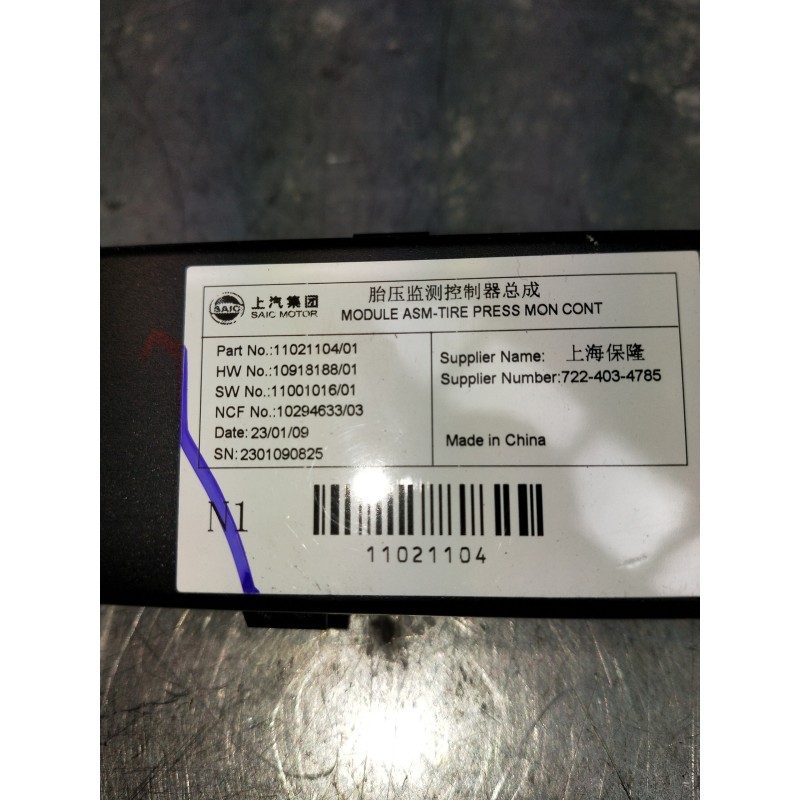 SAIC 上汽集团
SAIC MOTOR
胎压监测控制器总成
MODULE ASM-TIRE PRESS MON CONT
Part No.:11021104/01
HW No.:10918188/01
SW No.:11001016/01
NCF No.:10294633/03
Date: 23/01/09
SN: 2301090825
Supplier Name: 上海保隆
Supplier Number:722-403-4785
Made in China
N1
11021104